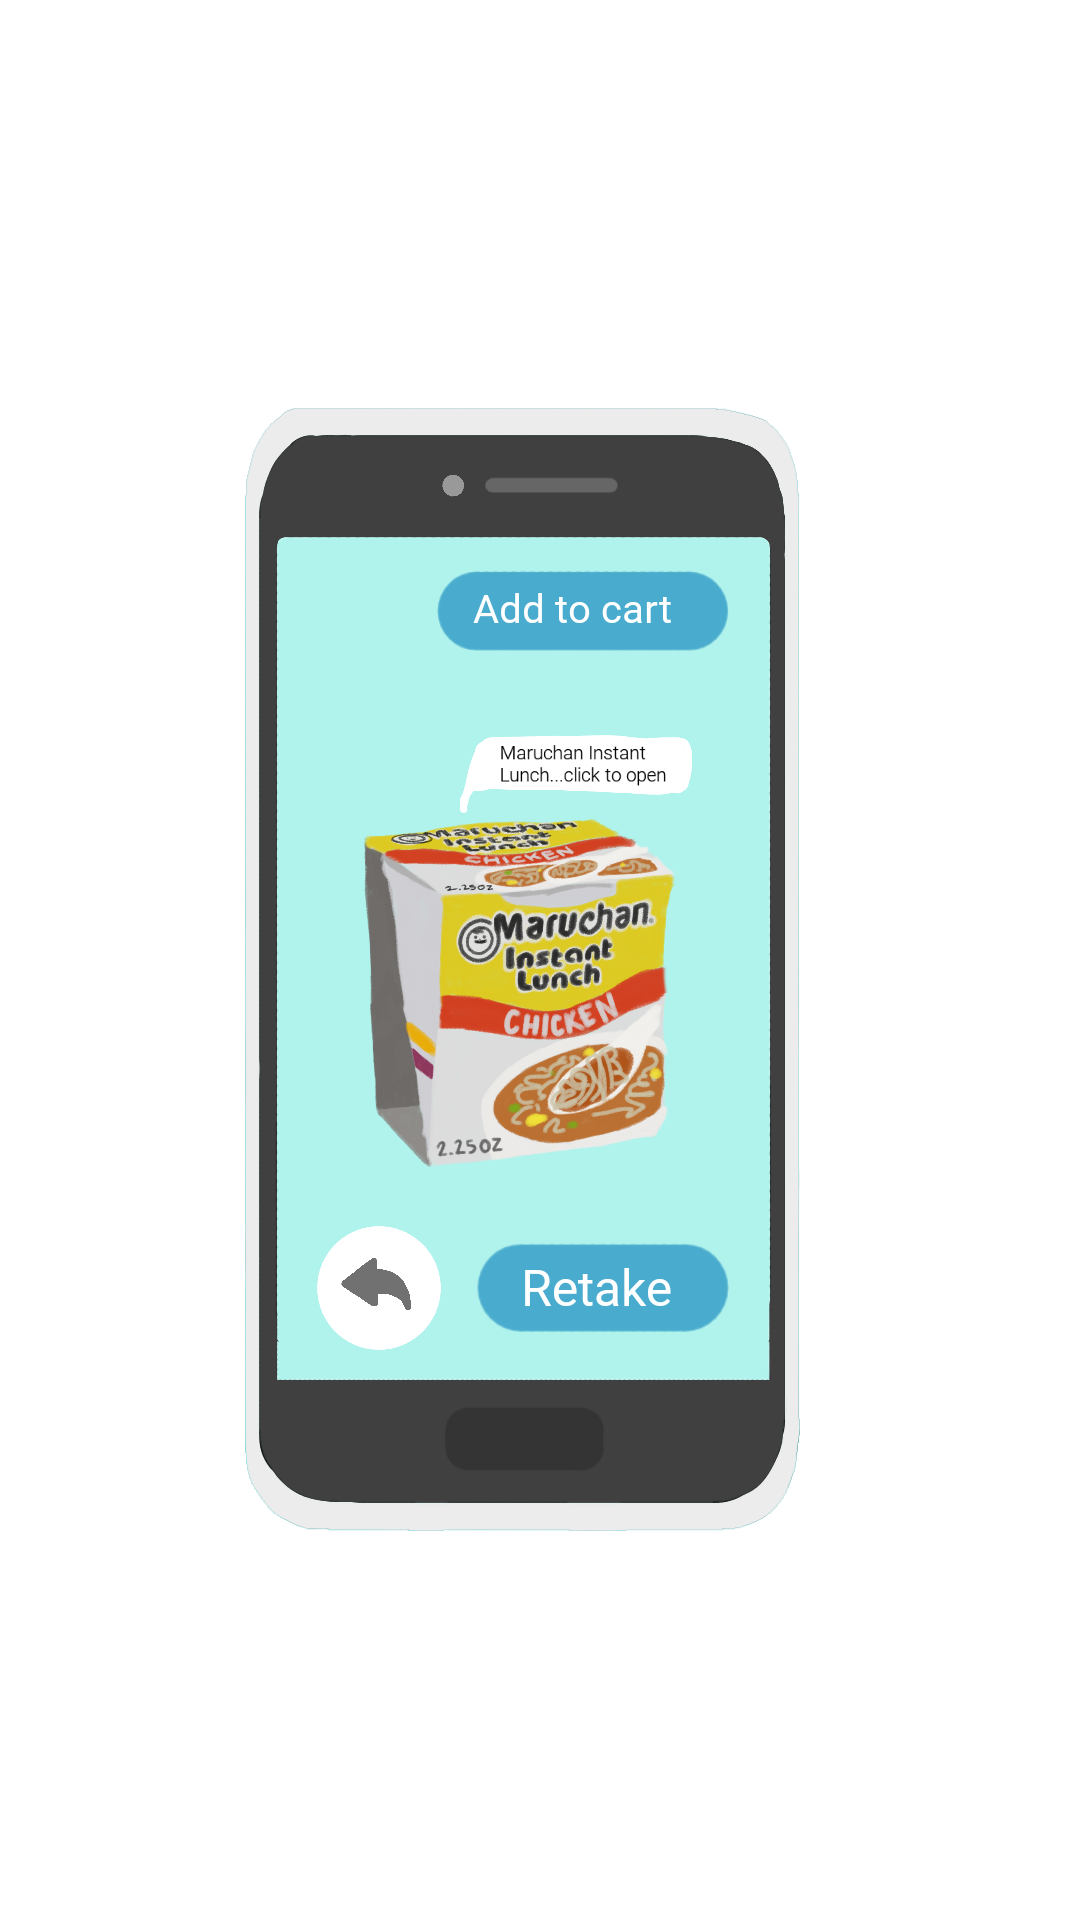 Add to cart
Maruchan Instant
Lunch...click to open
Maruchan
Instant
Lunch
CHICKEN
2.25OZ
Maruchan
Instant
Lunch
CHICKEN
2.25OZ
Retake